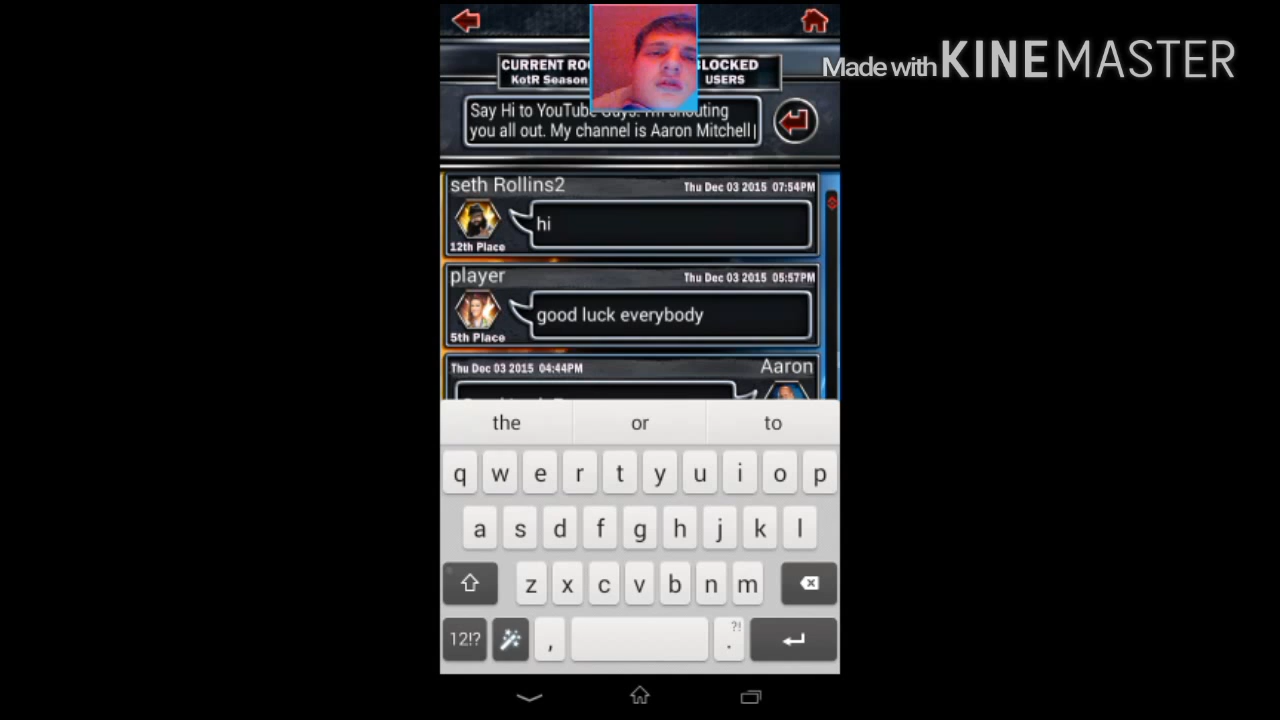 Made with KINEMASTER
CURRENT
KotR Season
USERS
Say Hi to YouTube
you all out. My channel is Aaron Mitchell
seth Rollins2
Thu Dec 03 2015 07:54PM
hi
12th Place
player
Thu Dec 03 2015 05:57PM
good luck everybody
5th Place
Thu Dec 03 2015 04:44PM
Aaron
the or to
q w e r t y u i o p
a s d f g h j k l
z x c v b n m
12!? , . ?!